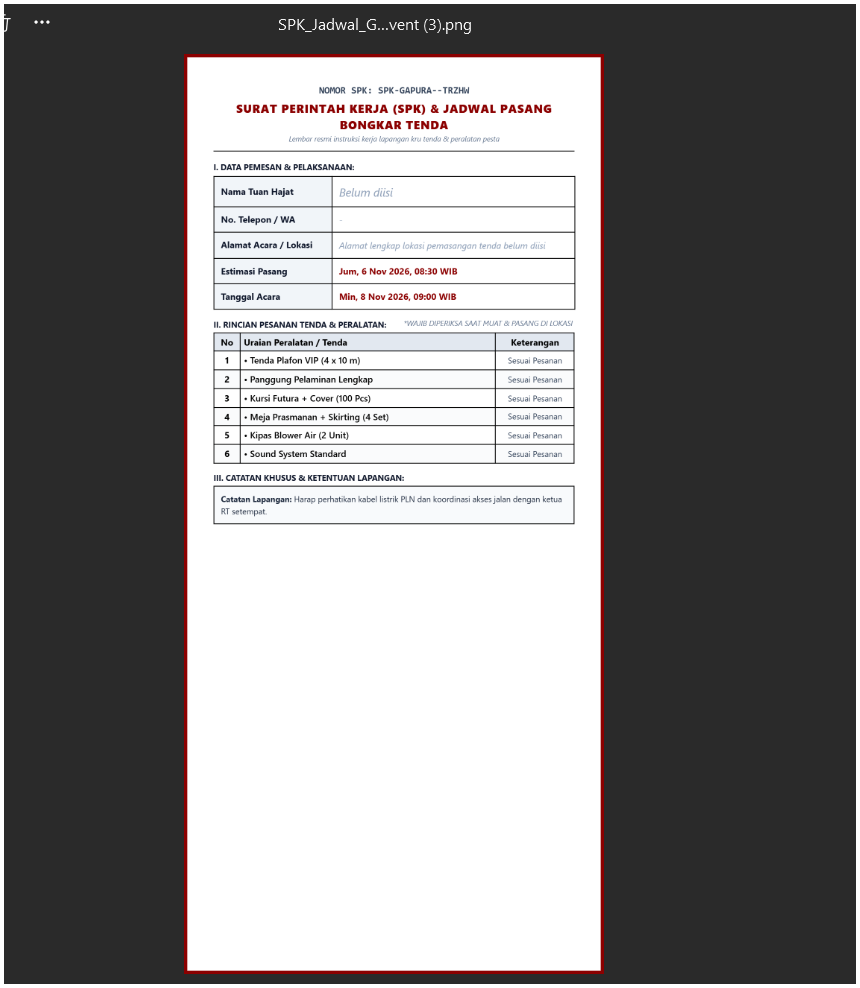 SPK_Jadwal_G...vent (3).png
NOMOR SPK: SPK-GAPURA--TRZHW
SURAT PERINTAH KERJA (SPK) & JADWAL PASANG
BONGKAR TENDA
Lembar resmi instruksi kerja lapangan kru tenda & peralatan pesta
I. DATA PEMESAN & PELAKSANAAN:
Nama Tuan Hajat Belum diisi
No. Telepon / WA -
Alamat Acara / Lokasi Alamat lengkap lokasi pemasangan tenda belum diisi
Estimasi Pasang Jum, 6 Nov 2026, 08:30 WIB
Tanggal Acara Min, 8 Nov 2026, 09:00 WIB
II. RINCIAN PESANAN TENDA & PERALATAN: *WAJIB DIPERIKSA SAAT MUAT & PASANG DI LOKASI
No Uraian Peralatan / Tenda Keterangan
1 • Tenda Plafon VIP (4 x 10 m) Sesuai Pesanan
2 • Panggung Pelaminan Lengkap Sesuai Pesanan
3 • Kursi Futura + Cover (100 Pcs) Sesuai Pesanan
4 • Meja Prasmanan + Skirting (4 Set) Sesuai Pesanan
5 • Kipas Blower Air (2 Unit) Sesuai Pesanan
6 • Sound System Standard Sesuai Pesanan
III. CATATAN KHUSUS & KETENTUAN LAPANGAN:
Catatan Lapangan: Harap perhatikan kabel listrik PLN dan koordinasi akses jalan dengan ketua
RT setempat.